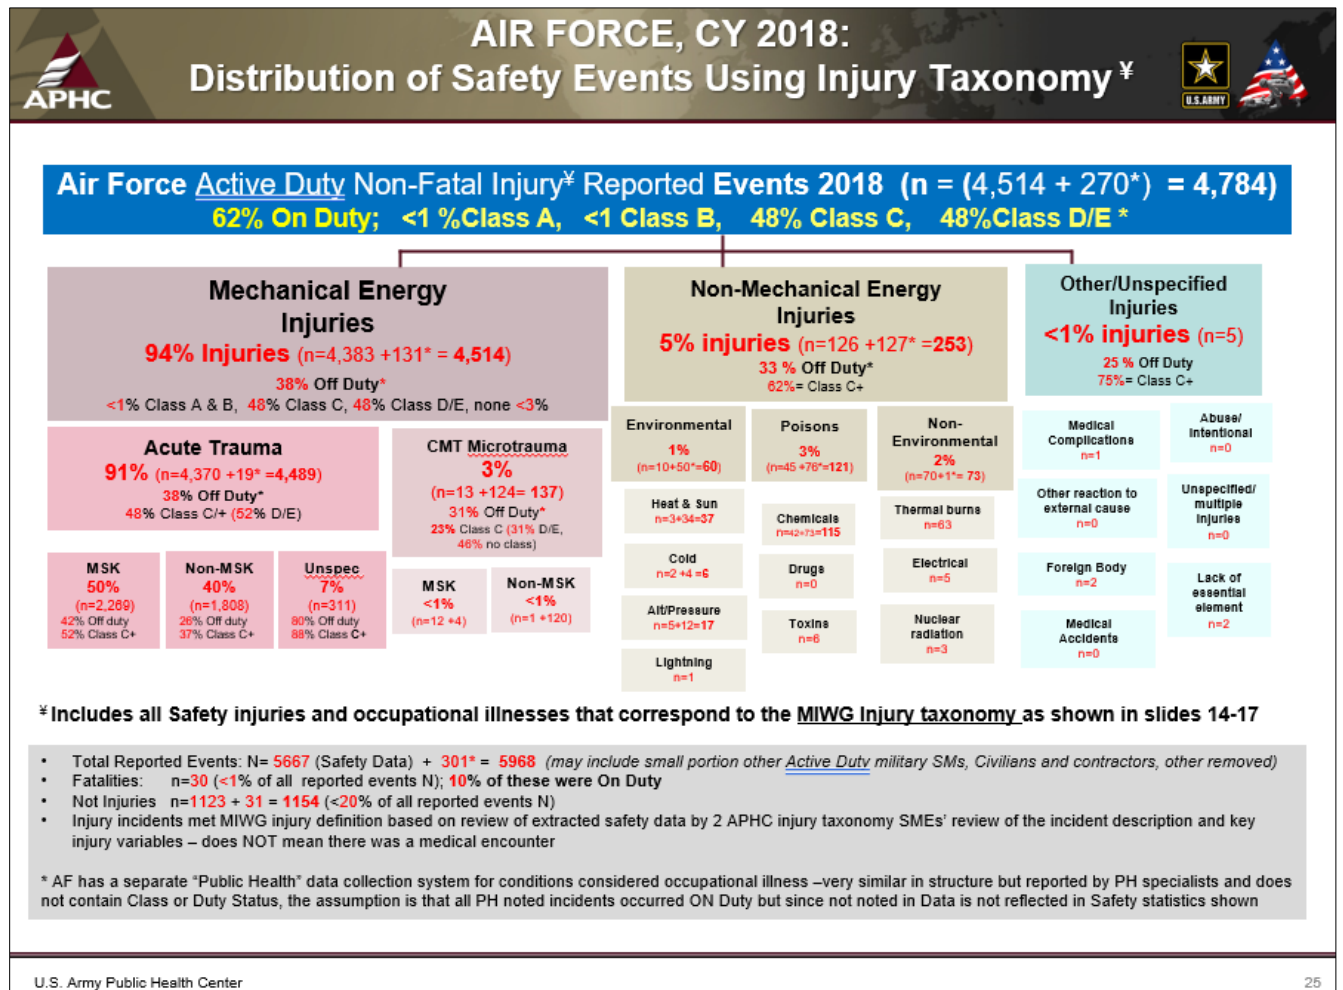 AIR FORCE, CY 2018:
Distribution of Safety Events Using Injury Taxonomy ¥
APHC
U.S.ARMY
Air Force Active Duty Non-Fatal Injury¥ Reported Events 2018 (n = (4,514 + 270*) = 4,784)
62% On Duty; <1 %Class A, <1 Class B, 48% Class C, 48%Class D/E *
Mechanical Energy
Injuries
94% Injuries (n=4,383 +131* = 4,514)
38% Off Duty*
<1% Class A & B, 48% Class C, 48% Class D/E, none <3%
Non-Mechanical Energy
Injuries
5% injuries (n=126 +127* =253)
33 % Off Duty*
62%= Class C+
Other/Unspecified
Injuries
<1% injuries (n=5)
25 % Off Duty
75%= Class C+
Acute Trauma
91% (n=4,370 +19* =4,489)
38% Off Duty*
48% Class C/+ (52% D/E)
CMT Microtrauma
3%
(n=13 +124= 137)
31% Off Duty*
23% Class C (31% D/E,
46% no class)
MSK
50%
(n=2,269)
42% Off duty
52% Class C+
Non-MSK
40%
(n=1,808)
26% Off duty
37% Class C+
Unspec
7%
(n=311)
80% Off duty
88% Class C+
MSK
<1%
(n=12 +4)
Non-MSK
<1%
(n=1 +120)
Environmental
1%
(n=10+50*=60)
Heat & Sun
n=3+34=37
Cold
n=2 +4 =6
Alt/Pressure
n=5+12=17
Lightning
n=1
Poisons
3%
(n=45 +76*=121)
Chemicals
n=42+73=115
Drugs
n=0
Toxins
n=6
Non-
Environmental
2%
(n=70+1*= 73)
Thermal burns
n=63
Electrical
n=5
Nuclear
radiation
n=3
Medical
Complications
n=1
Other reaction to
external cause
n=0
Foreign Body
n=2
Medical
Accidents
n=0
Abuse/
Intentional
n=0
Unspecified/
multiple
injuries
n=0
Lack of
essential
element
n=2
¥ Includes all Safety injuries and occupational illnesses that correspond to the MIWG Injury taxonomy as shown in slides 14-17
• Total Reported Events: N= 5667 (Safety Data) + 301* = 5968 (may include small portion other Active Duty military SMs, Civilians and contractors, other removed)
• Fatalities: n=30 (<1% of all reported events N); 10% of these were On Duty
• Not Injuries n=1123 + 31 = 1154 (<20% of all reported events N)
• Injury incidents met MIWG injury definition based on review of extracted safety data by 2 APHC injury taxonomy SMEs' review of the incident description and key
injury variables – does NOT mean there was a medical encounter
* AF has a separate "Public Health" data collection system for conditions considered occupational illness –very similar in structure but reported by PH specialists and does
not contain Class or Duty Status, the assumption is that all PH noted incidents occurred ON Duty but since not noted in Data is not reflected in Safety statistics shown
U.S. Army Public Health Center
25